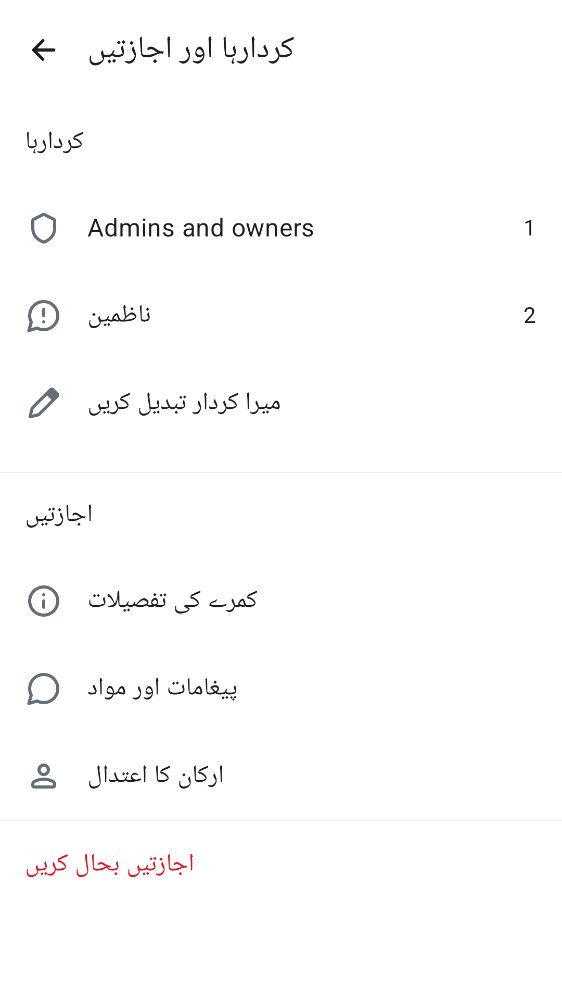 کردارہا اور اجازتیں
کردارہا
Admins and owners 1
ناظمین 2
میرا کردار تبدیل کریں
اجازتیں
کمرے کی تفصیلات
پیغامات اور مواد
ارکان کا اعتدال
اجازتیں بحال کریں